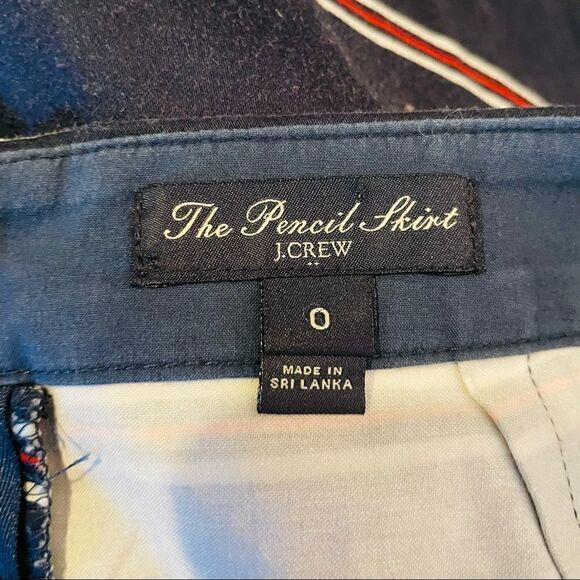 The Pencil Skirt
J.CREW
0
MADE IN
SRI LANKA